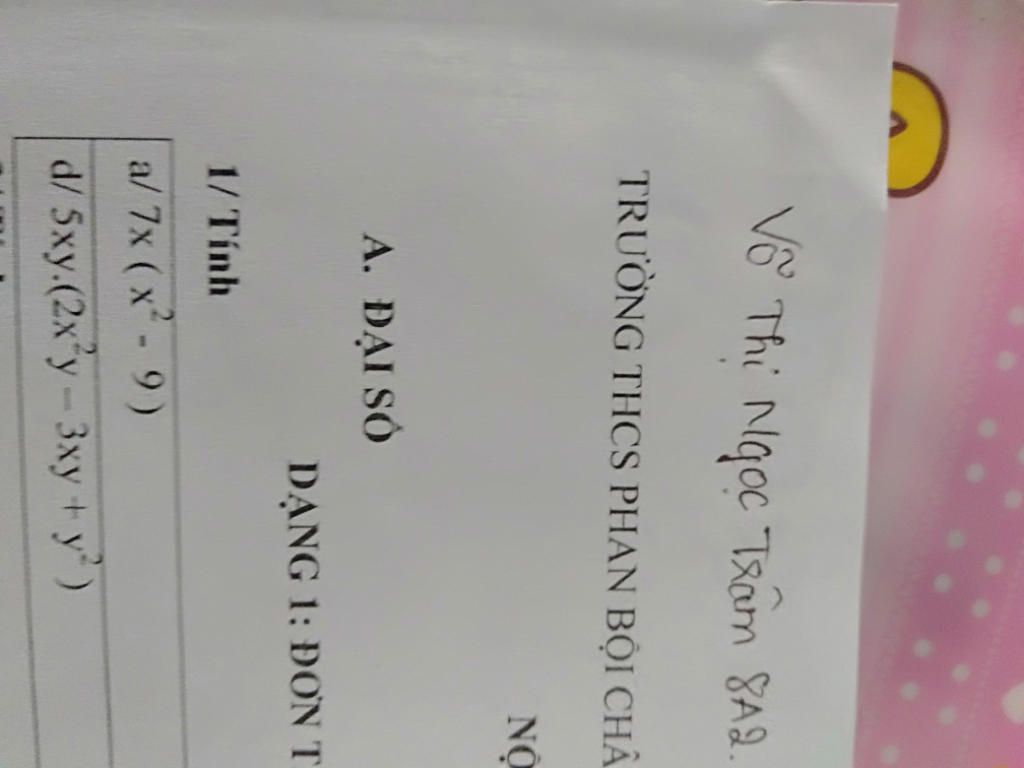 Võ Thị Ngọc Trâm 8A2.
TRƯỜNG THCS PHAN BỘI CHÂ
NỘ
A. ĐẠI SỐ
DẠNG 1: ĐƠN T
1/ Tính
a/ 7x ( x² - 9 )
d/ 5xy.(2x²y – 3xy + y² )